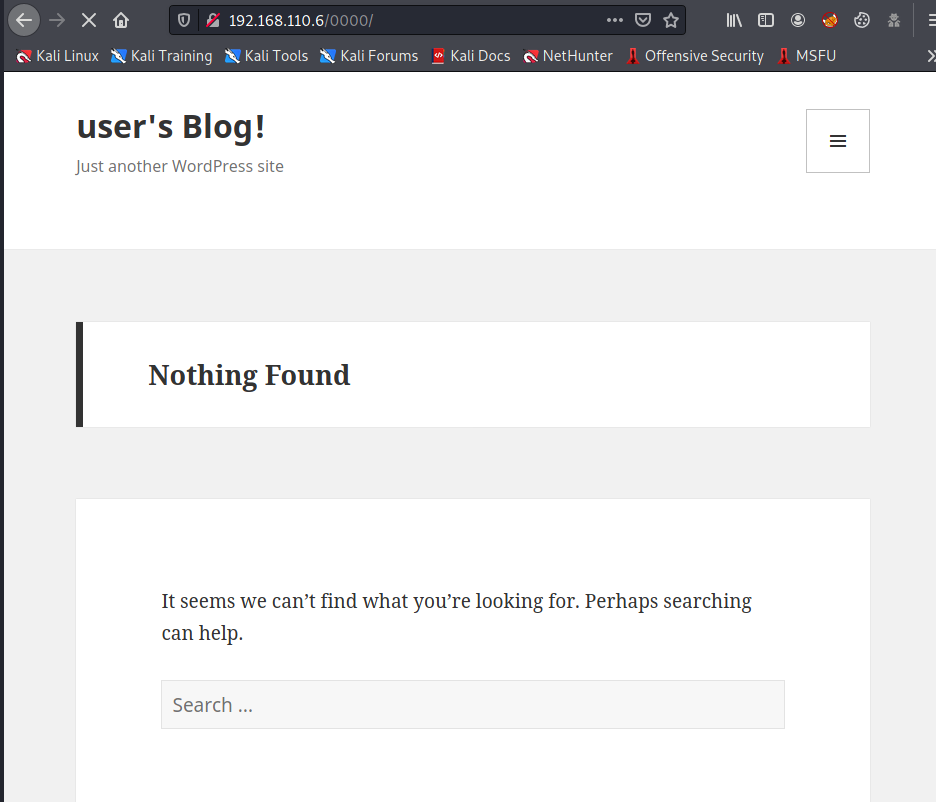 192.168.110.6/0000/
Kali Linux Kali Training Kali Tools Kali Forums Kali Docs NetHunter Offensive Security MSFU
user's Blog!
Just another WordPress site
Nothing Found
It seems we can’t find what you’re looking for. Perhaps searching
can help.
Search ...